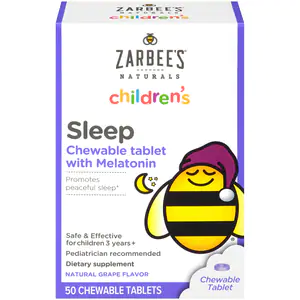 ZARBEE'S
NATURALS
children's
Sleep
Chewable tablet
with Melatonin
Promotes
peaceful sleep*
Safe & Effective
for children 3 years+
Pediatrician recommended
Dietary supplement
NATURAL GRAPE FLAVOR
50 CHEWABLE TABLETS
Chewable
Tablet